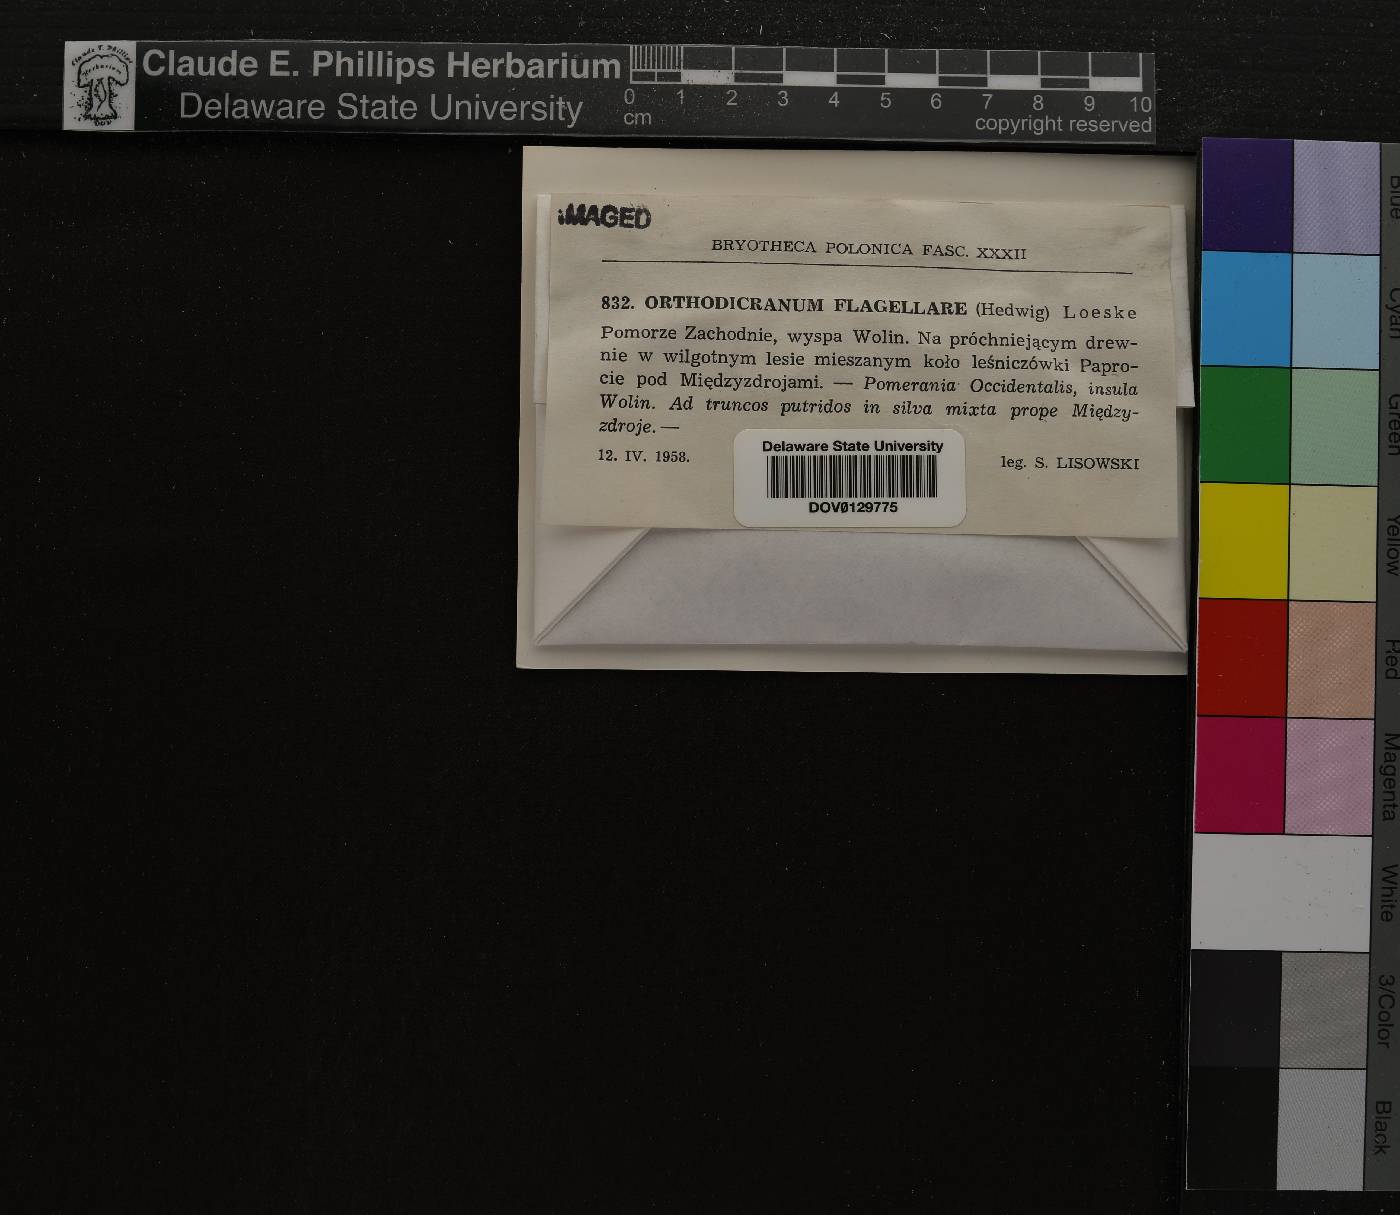 Claude E. Phillips Herbarium
Delaware State University
0 1 2 3 4 5 6 7 8 9 10
cm
copyright reserved
iMAGED
BRYOTHECA POLONICA FASC. XXXII
832. ORTHODICRANUM FLAGELLARE (Hedwig) Loeske
Pomorze Zachodnie, wyspa Wolin. Na próchniejącym drew-
nie w wilgotnym lesie mieszanym koło leśniczówki Papro-
cie pod Międzyzdrojami. — Pomerania Occidentalis, insula
Wolin. Ad truncos putridos in silva mixta prope Między-
zdroje. —
12. IV. 1958.
leg. S. LISOWSKI
Delaware State University
DOV0129775
Blue
Cyan
Green
Yellow
Red
Magenta
White
3/Color
Black